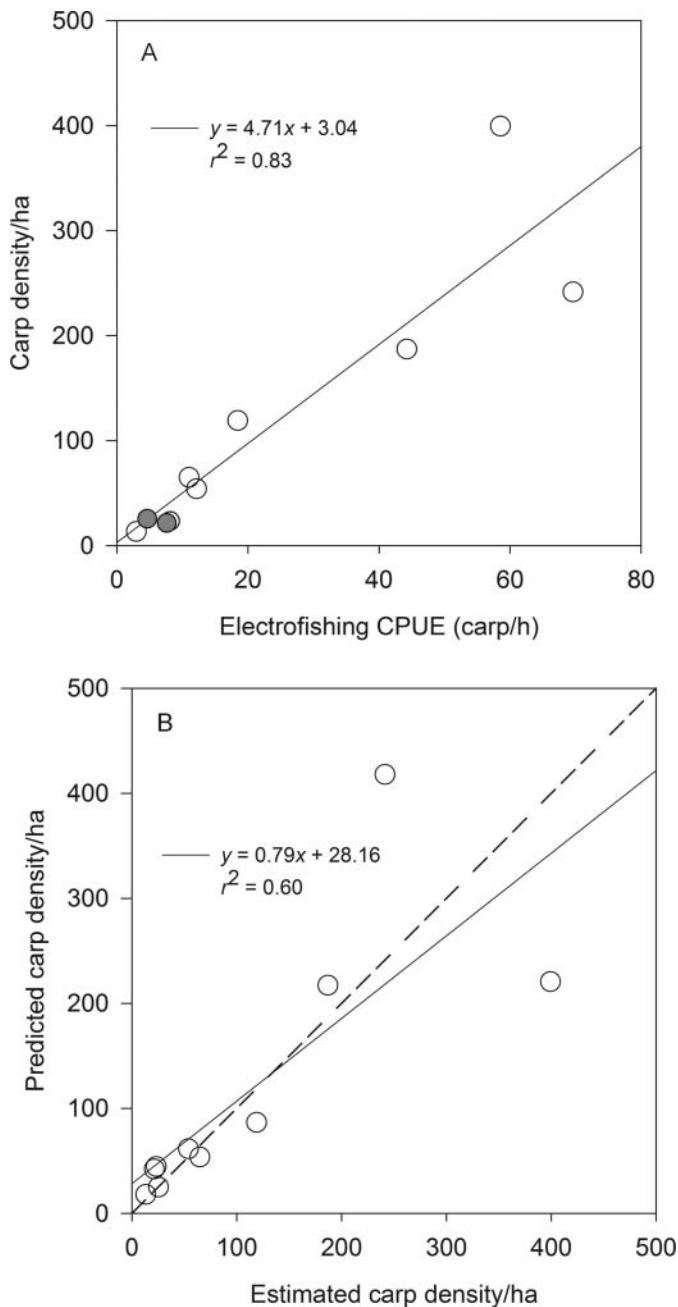 A
y = 4.71x + 3.04
r² = 0.83
500
400
300
200
100
0
Carp density/ha
0 20 40 60 80
Electrofishing CPUE (carp/h)
B
y = 0.79x + 28.16
r² = 0.60
500
400
300
200
100
0
Predicted carp density/ha
0 100 200 300 400 500
Estimated carp density/ha